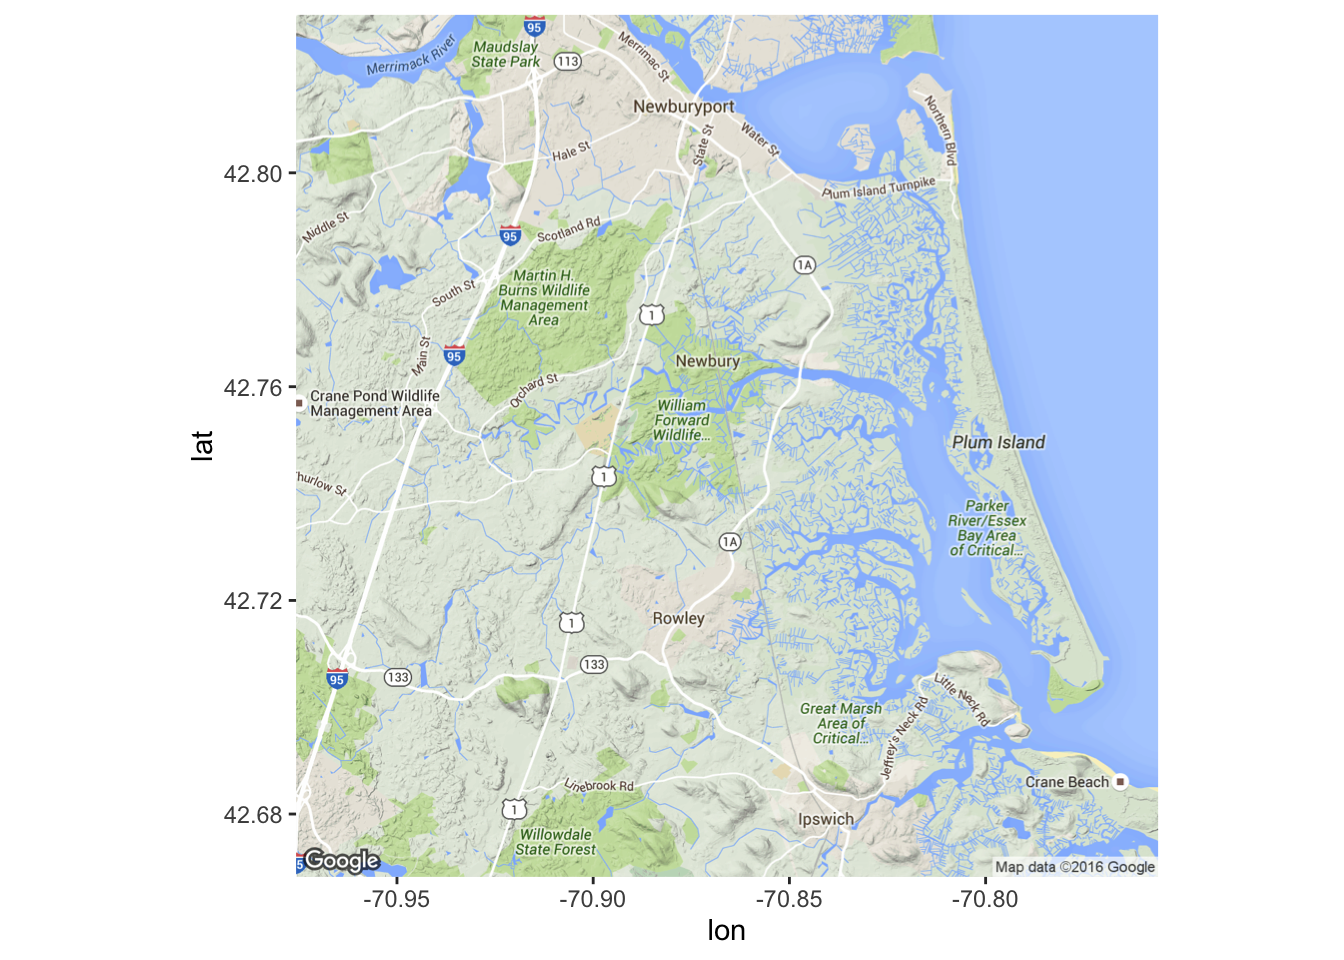 95
Maudslay
State Park
Merrimack River
113
Merrimac St
Newburyport
Northern Blvd
Water St
State St
Hale St
42.80
Plum Island Turnpike
Middle St
Scotland Rd
95
1A
Martin H.
Burns Wildlife
Management
Area
South St
1
Main St
95
Newbury
42.76
Orchard St
Crane Pond Wildlife
Management Area
William
Forward
Wildlife...
lat
Plum Island
1
hurlow St
Parker
River/Essex
Bay Area
of Critical...
1A
42.72
Rowley
1
133
95
133
Little Neck Rd
Great Marsh
Area of
Critical...
Jeffrey's Neck Rd
Crane Beach
Linebrook Rd
1
42.68
Ipswich
Willowdale
State Forest
5
Google
Map data ©2016 Google
-70.95
-70.90
-70.85
-70.80
lon